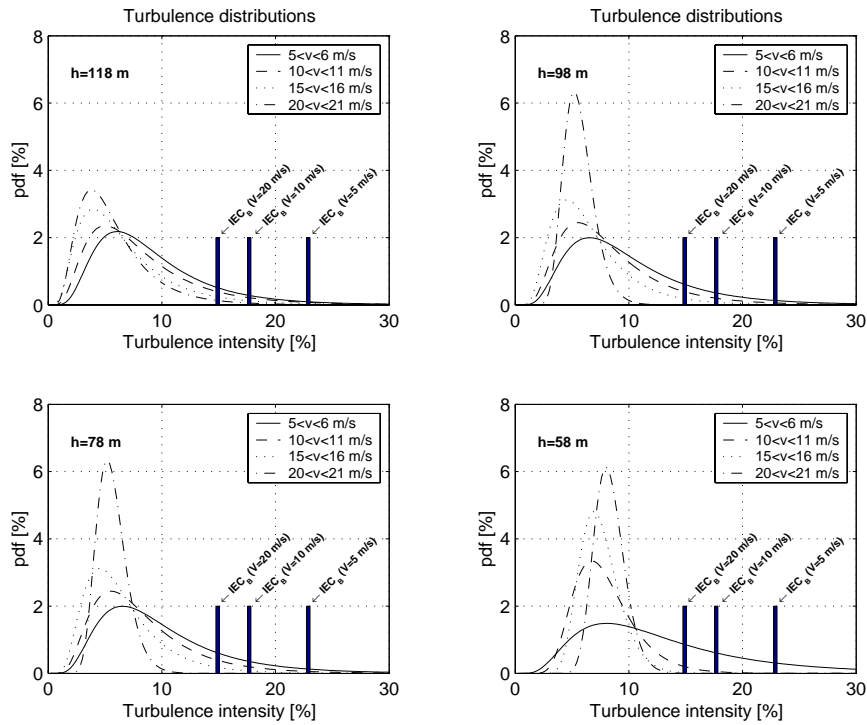 Turbulence distributions
8
6
4
2
0
pdf [%]
h=118 m
5<v<6 m/s
10<v<11 m/s
15<v<16 m/s
20<v<21 m/s
← IEC_B (V=20 m/s)
← IEC_B (V=10 m/s)
← IEC_B (V=5 m/s)
0 10 20 30
Turbulence intensity [%]
Turbulence distributions
8
6
4
2
0
pdf [%]
h=98 m
5<v<6 m/s
10<v<11 m/s
15<v<16 m/s
20<v<21 m/s
← IEC_B (V=20 m/s)
← IEC_B (V=10 m/s)
← IEC_B (V=5 m/s)
0 10 20 30
Turbulence intensity [%]
8
6
4
2
0
pdf [%]
h=78 m
5<v<6 m/s
10<v<11 m/s
15<v<16 m/s
20<v<21 m/s
← IEC_B (V=20 m/s)
← IEC_B (V=10 m/s)
← IEC_B (V=5 m/s)
0 10 20 30
Turbulence intensity [%]
8
6
4
2
0
pdf [%]
h=58 m
5<v<6 m/s
10<v<11 m/s
15<v<16 m/s
20<v<21 m/s
← IEC_B (V=20 m/s)
← IEC_B (V=10 m/s)
← IEC_B (V=5 m/s)
0 10 20 30
Turbulence intensity [%]